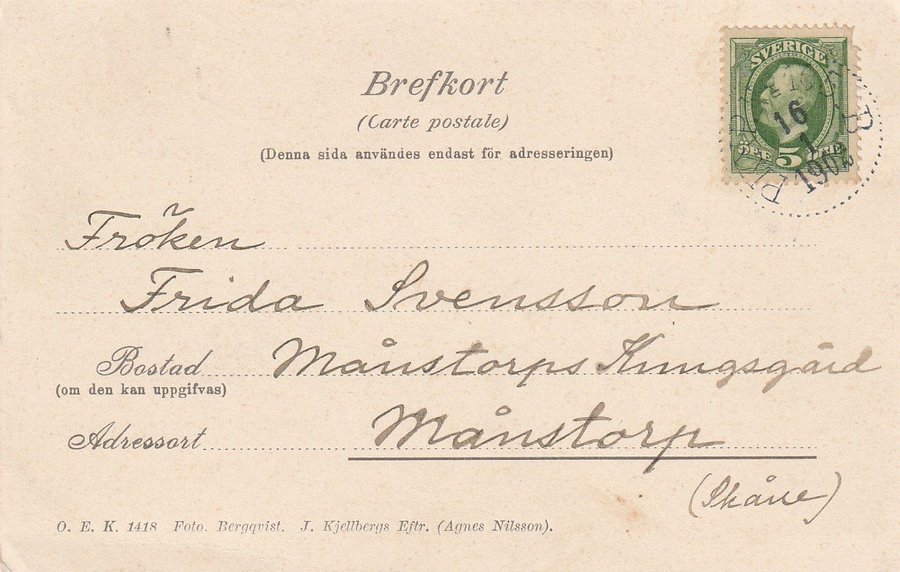 Brefkort
(Carte postale)
(Denna sida användes endast för adresseringen)
SVERIGE
5
16
1
Fröken
Frida Svensson
Bostad Månstorps Kungsgård
(om den kan uppgifvas)
Adressort Månstorp
(Skåne)
O. E. K. 1418 Foto. Bergqvist. J. Kjellbergs Eftr. (Agnes Nilsson).